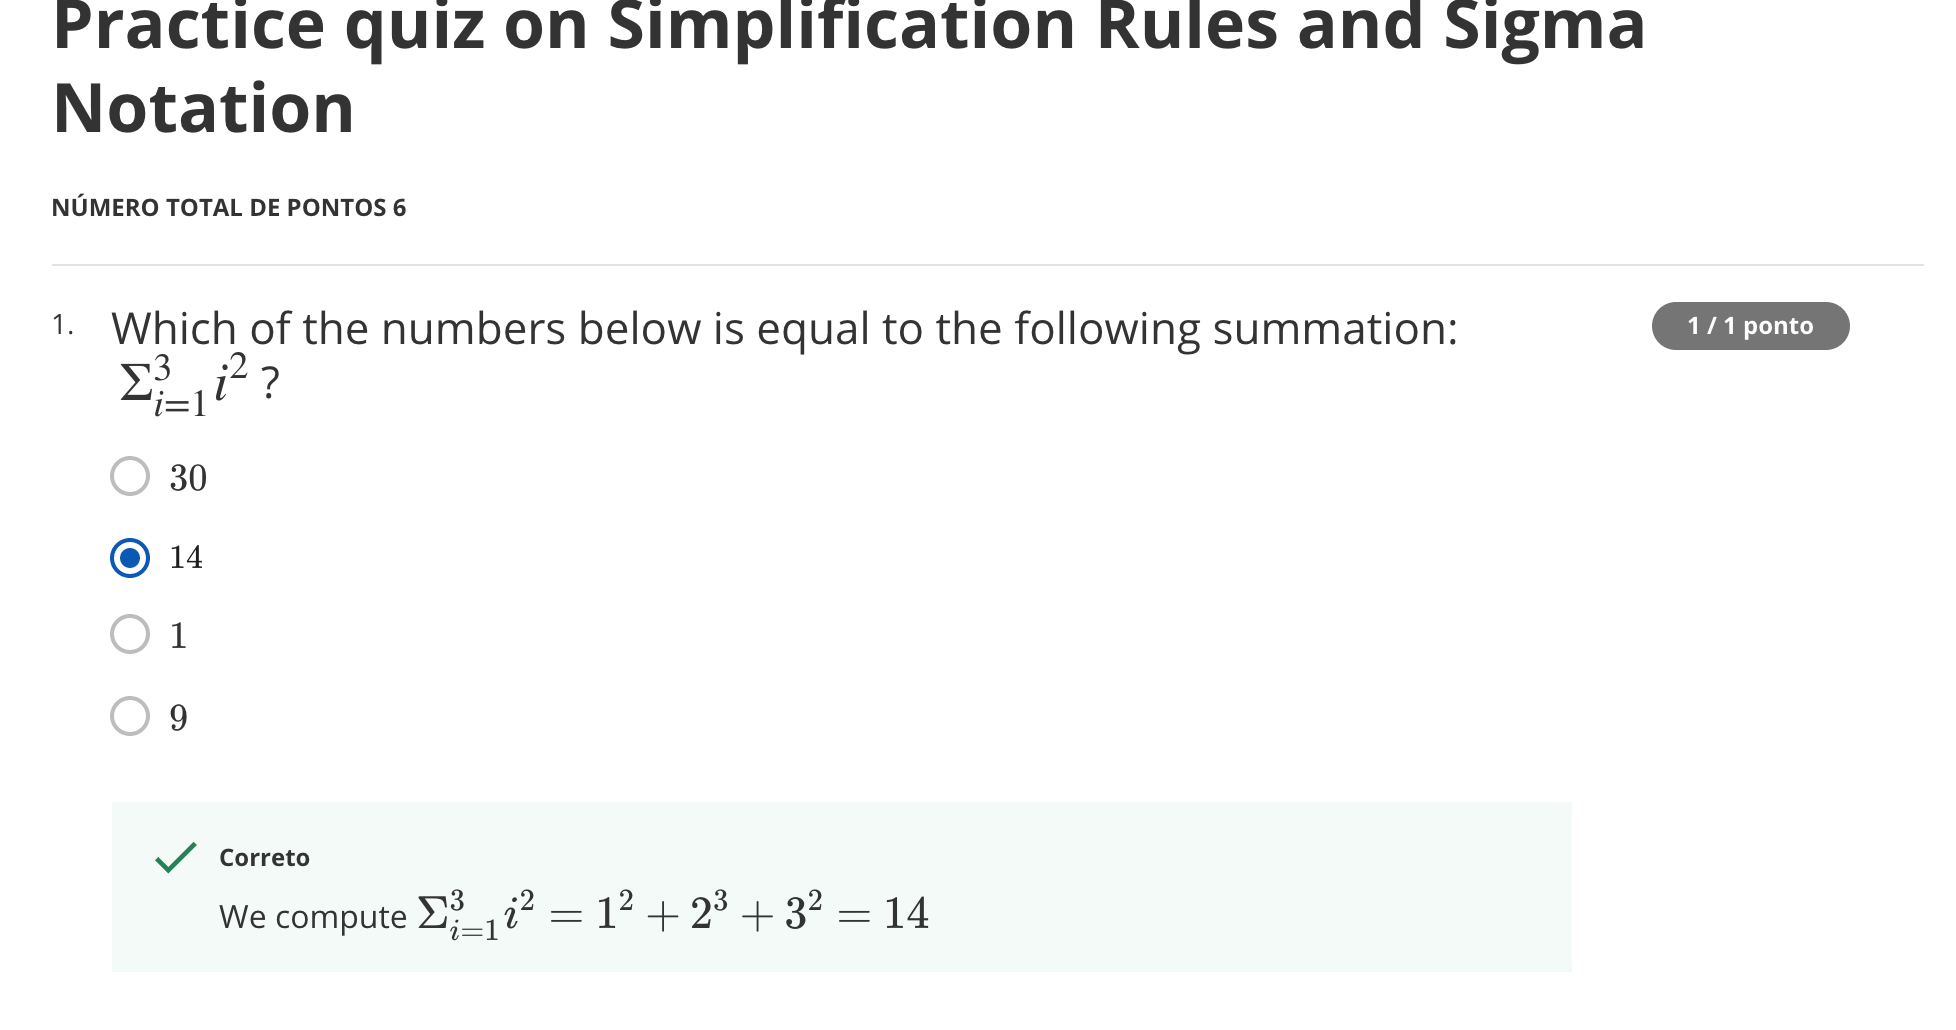 Practice quiz on Simplification Rules and Sigma
Notation
NÚMERO TOTAL DE PONTOS 6
1. Which of the numbers below is equal to the following summation: 1 / 1 ponto
$\Sigma_{i=1}^{3} i^2$ ?
30
14
1
9
Correto
We compute $\Sigma_{i=1}^{3} i^2 = 1^2 + 2^3 + 3^2 = 14$